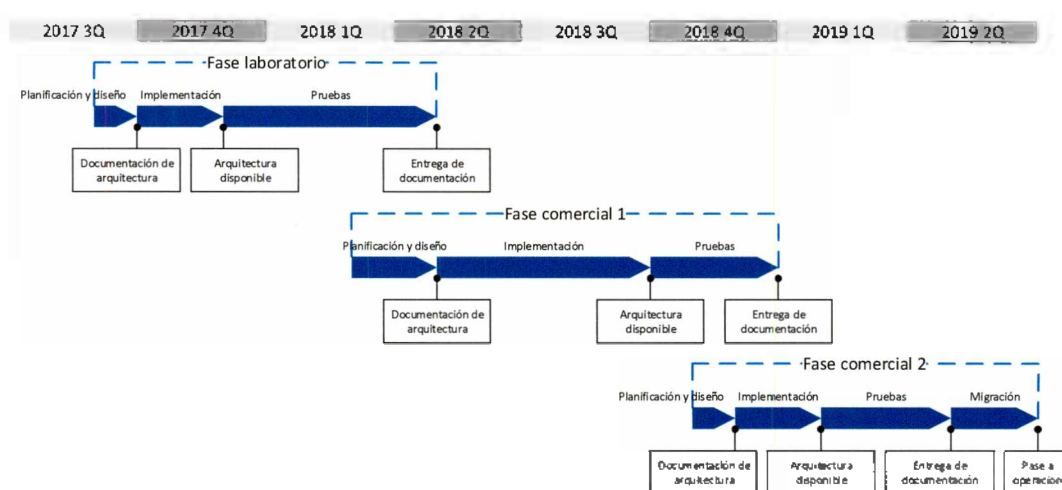 2017 3Q 2017 4Q 2018 1Q 2018 2Q 2018 3Q 2018 4Q 2019 1Q 2019 2Q
Fase laboratorio
Planificación y diseño Implementación Pruebas
Documentación de arquitectura
Arquitectura disponible
Entrega de documentación
Fase comercial 1
Planificación y diseño Implementación Pruebas
Documentación de arquitectura
Arquitectura disponible
Entrega de documentación
Fase comercial 2
Planificación y diseño Implementación Pruebas Migración
Documentación de arquitectura
Arquitectura disponible
Entrega de documentación
Pase a operación